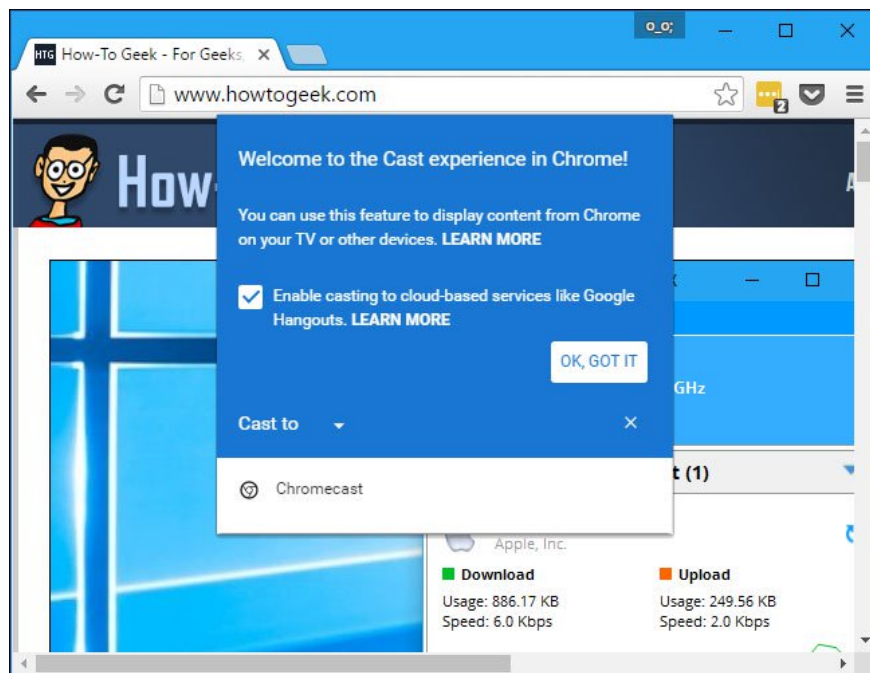 o_o;
HTG How-To Geek - For Geeks,
www.howtogeek.com
2
How-
Welcome to the Cast experience in Chrome!
You can use this feature to display content from Chrome
on your TV or other devices. LEARN MORE
Enable casting to cloud-based services like Google
Hangouts. LEARN MORE
OK, GOT IT
GHz
Cast to
t (1)
Chromecast
Apple, Inc.
Download Upload
Usage: 886.17 KB Usage: 249.56 KB
Speed: 6.0 Kbps Speed: 2.0 Kbps